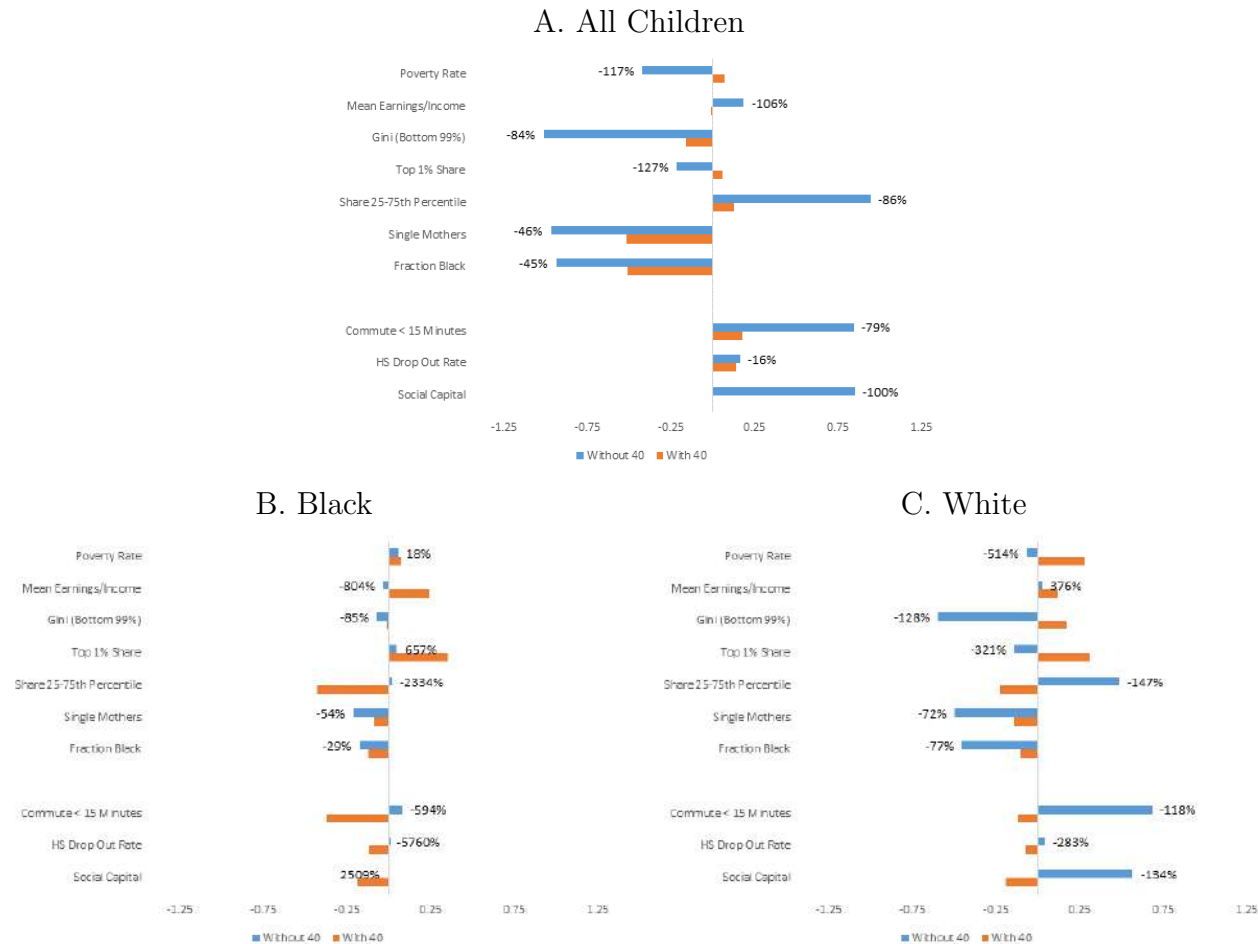 A. All Children
Poverty Rate
-117%
Mean Earnings/Income
-106%
Gini (Bottom 99%)
-84%
Top 1% Share
-127%
Share 25-75th Percentile
-86%
Single Mothers
-46%
Fraction Black
-45%
Commute < 15 Minutes
-79%
HS Drop Out Rate
-16%
Social Capital
-100%
-1.25 -0.75 -0.25 0.25 0.75 1.25
Without 40 With 40
B. Black
Poverty Rate
18%
Mean Earnings/Income
-804%
Gini (Bottom 99%)
-85%
Top 1% Share
657%
Share 25-75th Percentile
-2334%
Single Mothers
-54%
Fraction Black
-29%
Commute < 15 Minutes
-594%
HS Drop Out Rate
-5760%
Social Capital
2509%
-1.25 -0.75 -0.25 0.25 0.75 1.25
Without 40 With 40
C. White
Poverty Rate
-514%
Mean Earnings/Income
376%
Gini (Bottom 99%)
-128%
Top 1% Share
-321%
Share 25-75th Percentile
-147%
Single Mothers
-72%
Fraction Black
-77%
Commute < 15 Minutes
-118%
HS Drop Out Rate
-283%
Social Capital
-134%
-1.25 -0.75 -0.25 0.25 0.75 1.25
Without 40 With 40